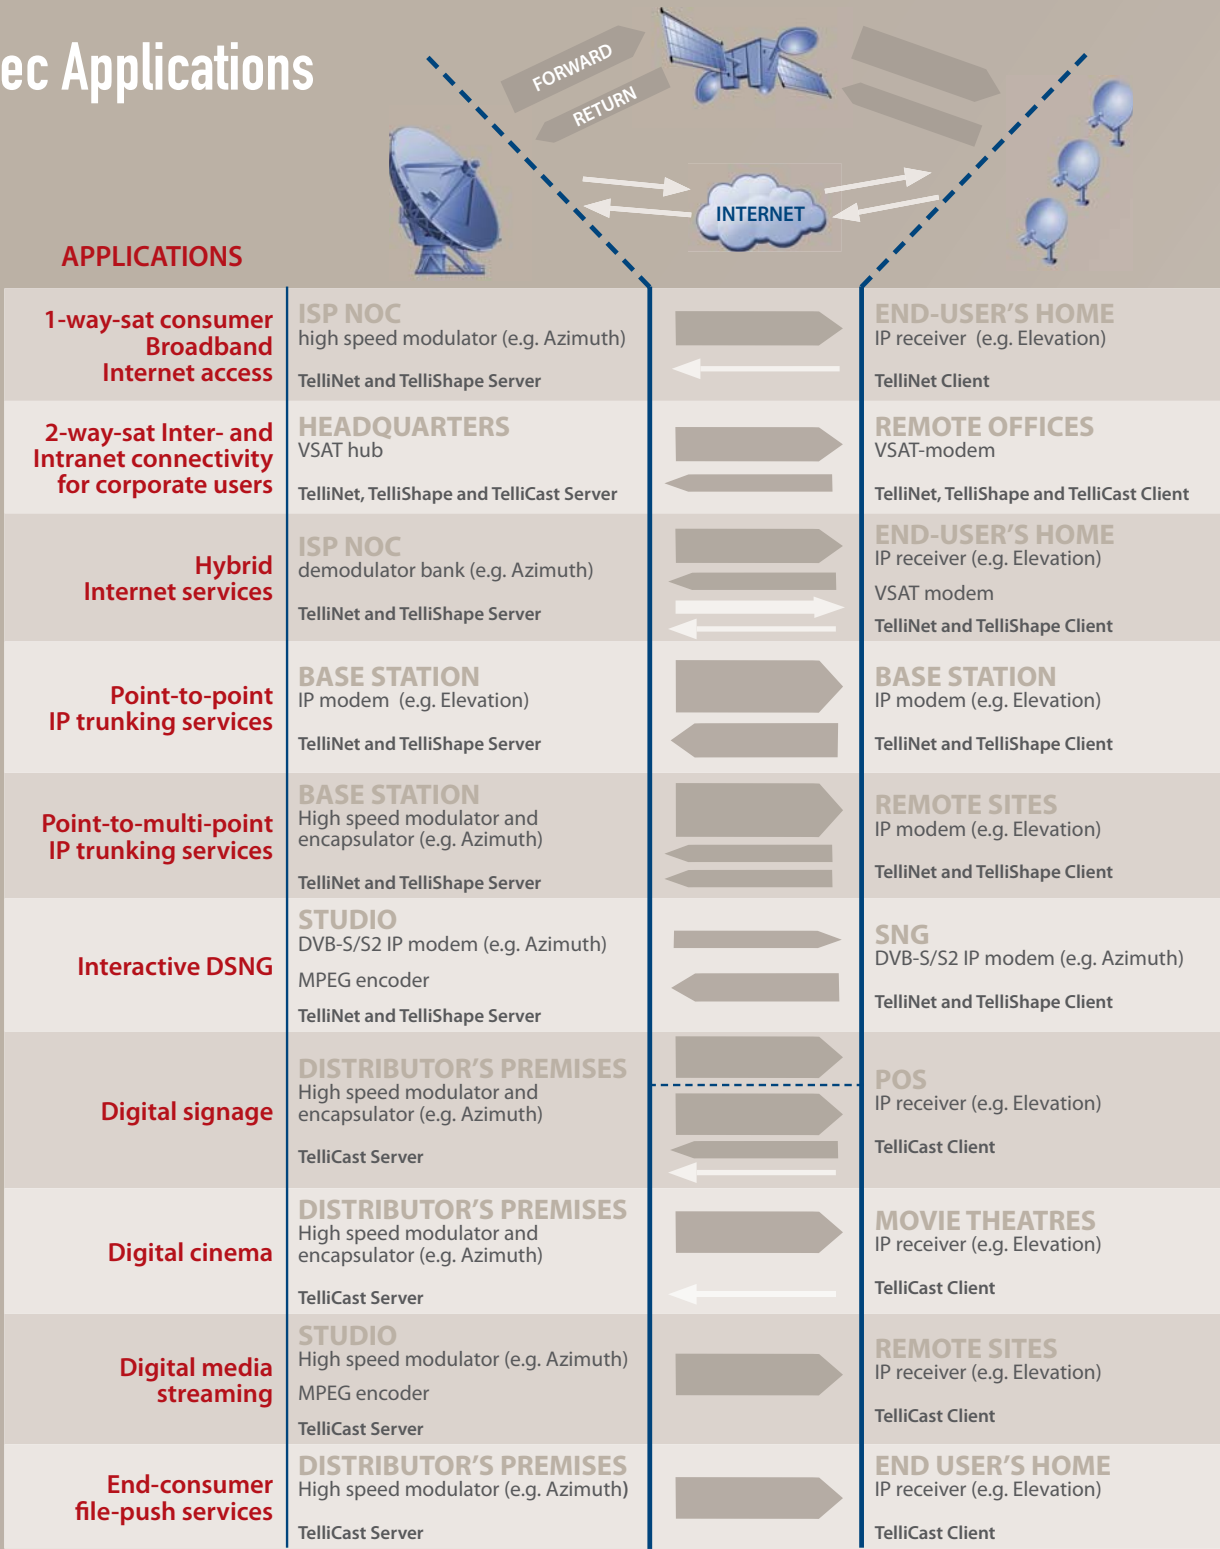 ec Applications
FORWARD
RETURN
INTERNET
APPLICATIONS
1-way-sat consumer
Broadband
Internet access
ISP NOC
high speed modulator (e.g. Azimuth)
TelliNet and TelliShape Server
END-USER'S HOME
IP receiver (e.g. Elevation)
TelliNet Client
2-way-sat Inter- and
Intranet connectivity
for corporate users
HEADQUARTERS
VSAT hub
TelliNet, TelliShape and TelliCast Server
REMOTE OFFICES
VSAT-modem
TelliNet, TelliShape and TelliCast Client
Hybrid
Internet services
ISP NOC
demodulator bank (e.g. Azimuth)
TelliNet and TelliShape Server
END-USER'S HOME
IP receiver (e.g. Elevation)
VSAT modem
TelliNet and TelliShape Client
Point-to-point
IP trunking services
BASE STATION
IP modem (e.g. Elevation)
TelliNet and TelliShape Server
BASE STATION
IP modem (e.g. Elevation)
TelliNet and TelliShape Client
Point-to-multi-point
IP trunking services
BASE STATION
High speed modulator and
encapsulator (e.g. Azimuth)
TelliNet and TelliShape Server
REMOTE SITES
IP modem (e.g. Elevation)
TelliNet and TelliShape Client
Interactive DSNG
STUDIO
DVB-S/S2 IP modem (e.g. Azimuth)
MPEG encoder
TelliNet and TelliShape Server
SNG
DVB-S/S2 IP modem (e.g. Azimuth)
TelliNet and TelliShape Client
Digital signage
DISTRIBUTOR'S PREMISES
High speed modulator and
encapsulator (e.g. Azimuth)
TelliCast Server
POS
IP receiver (e.g. Elevation)
TelliCast Client
Digital cinema
DISTRIBUTOR'S PREMISES
High speed modulator and
encapsulator (e.g. Azimuth)
TelliCast Server
MOVIE THEATRES
IP receiver (e.g. Elevation)
TelliCast Client
Digital media
streaming
STUDIO
High speed modulator (e.g. Azimuth)
MPEG encoder
TelliCast Server
REMOTE SITES
IP receiver (e.g. Elevation)
TelliCast Client
End-consumer
file-push services
DISTRIBUTOR'S PREMISES
High speed modulator (e.g. Azimuth)
TelliCast Server
END USER'S HOME
IP receiver (e.g. Elevation)
TelliCast Client